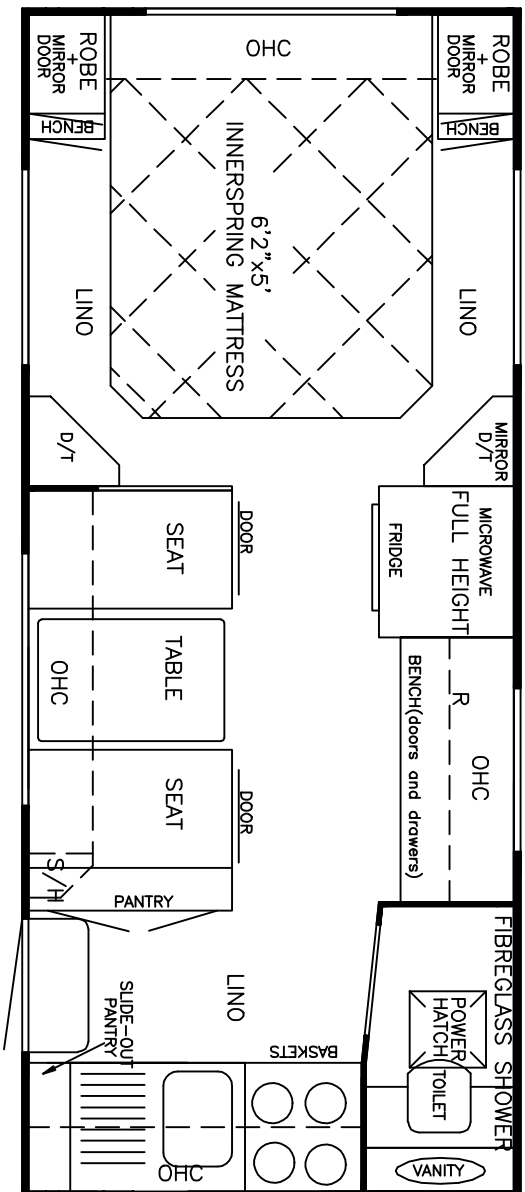 ROBE
+
MIRROR
DOOR
BENCH
OHC
ROBE
+
MIRROR
DOOR
BENCH
6'2"x5'
INNERSPRING MATTRESS
LINO
LINO
D/T
MIRROR
D/T
SEAT
DOOR
FRIDGE
MICROWAVE
FULL HEIGHT
TABLE
OHC
BENCH(doors and drawers)
R
OHC
SEAT
DOOR
S/H
PANTRY
LINO
SLIDE-OUT
PANTRY
BASKETS
FIBREGLASS SHOWER
POWER
HATCH
TOILET
VANITY
OHC